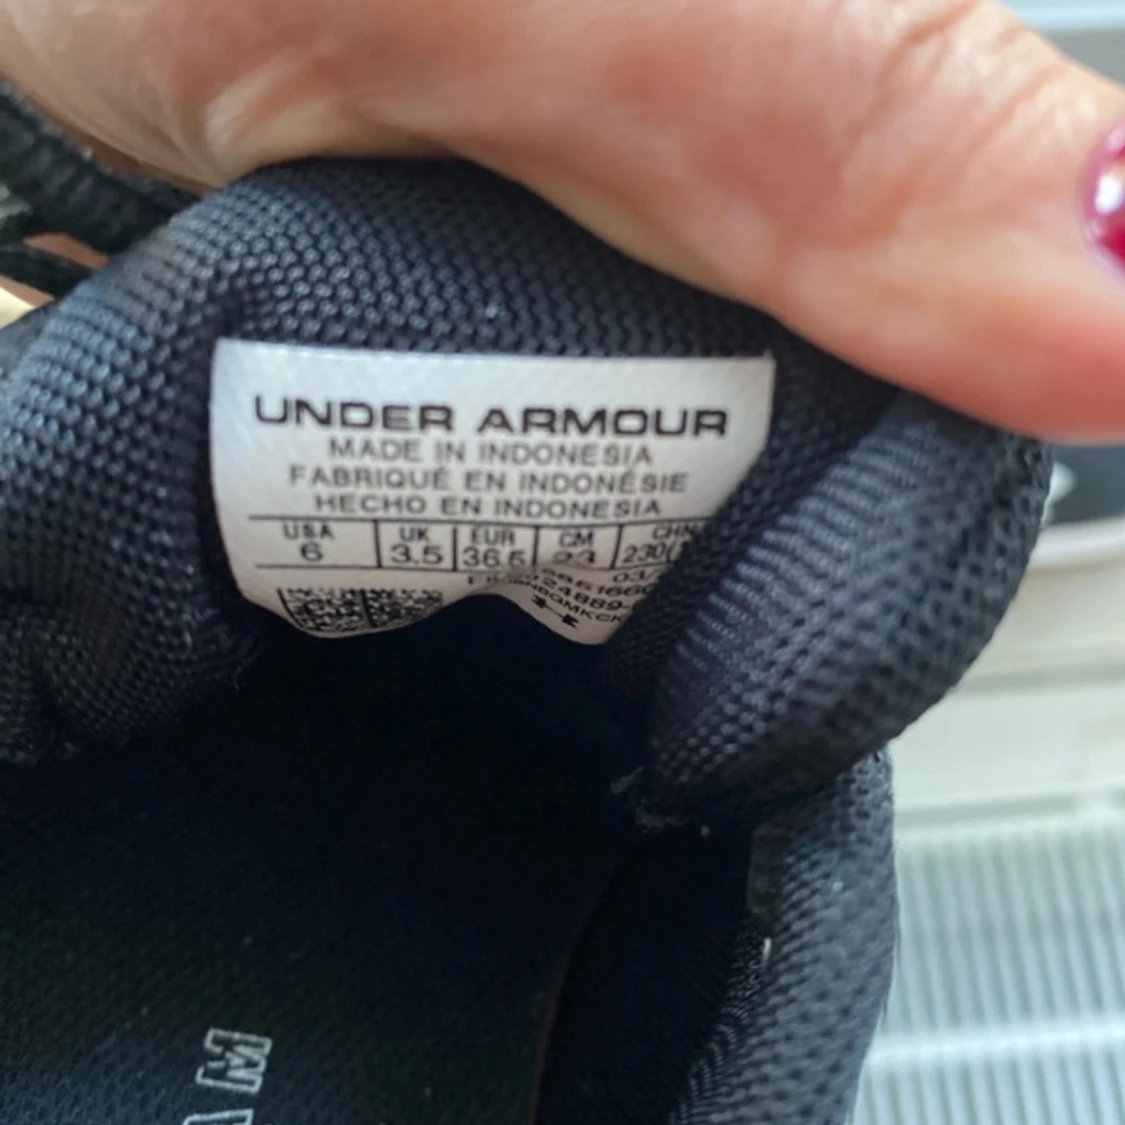 UNDER ARMOUR
MADE IN INDONESIA
FABRIQUÉ EN INDONÉSIE
HECHO EN INDONESIA
USA UK EUR CM CHN
6 3.5 36.5 23